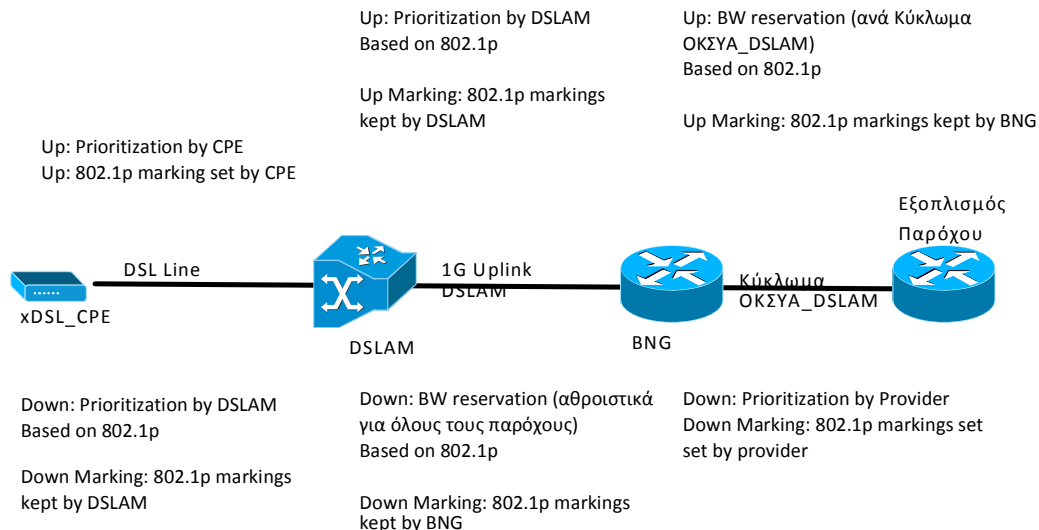 Up: Prioritization by DSLAM
Based on 802.1p
Up Marking: 802.1p markings
kept by DSLAM
Up: BW reservation (ανά Κύκλωμα
ΟΚΣΥΑ_DSLAM)
Based on 802.1p
Up Marking: 802.1p markings kept by BNG
Up: Prioritization by CPE
Up: 802.1p marking set by CPE
Εξοπλισμός
Παρόχου
DSL Line
1G Uplink
DSLAM
Κύκλωμα
ΟΚΣΥΑ_DSLAM
xDSL_CPE
DSLAM
BNG
Down: Prioritization by DSLAM
Based on 802.1p
Down Marking: 802.1p markings
kept by DSLAM
Down: BW reservation (αθροιστικά
για όλους τους παρόχους)
Based on 802.1p
Down Marking: 802.1p markings
kept by BNG
Down: Prioritization by Provider
Down Marking: 802.1p markings set
set by provider